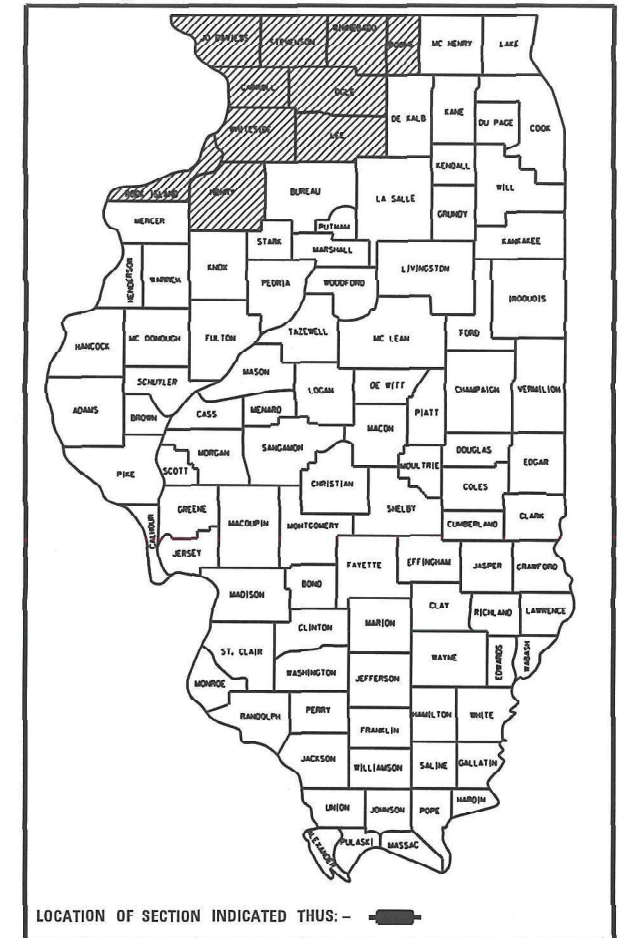 JO DAVIESS STEPHENSON WINNEBAGO BOONE MC HENRY LAKE
CARROLL OGLE
DE KALB KANE DU PAGE COOK
WHITESIDE LEE
KENDALL
ROCK ISLAND HENRY BUREAU LA SALLE WILL
GRUNDY
MERCER PUTNAM
STARK MARSHALL KANKAKEE
HENDERSON WARREN KNOX PEORIA WOODFORD LIVINGSTON
IROQUOIS
HANCOCK MC DONOUGH FULTON TAZEWELL MC LEAN FORD
MASON
SCHUYLER LOGAN DE WITT CHAMPAIGN VERMILION
ADAMS BROWN CASS MENARD PIATT
MACON
PIKE SCOTT MORGAN SANGAMON MOULTRIE DOUGLAS EDGAR
CHRISTIAN COLES
GREENE SHELBY
CALHOUN MACOUPIN MONTGOMERY CUMBERLAND CLARK
JERSEY FAYETTE EFFINGHAM JASPER CRAWFORD
MADISON BOND
CLAY RICHLAND LAWRENCE
CLINTON MARION
ST. CLAIR WAYNE EDWARDS WABASH
WASHINGTON JEFFERSON
MONROE
RANDOLPH PERRY HAMILTON WHITE
FRANKLIN
JACKSON WILLIAMSON SALINE GALLATIN
UNION JOHNSON POPE HARDIN
ALEXANDER PULASKI MASSAC
LOCATION OF SECTION INDICATED THUS: –